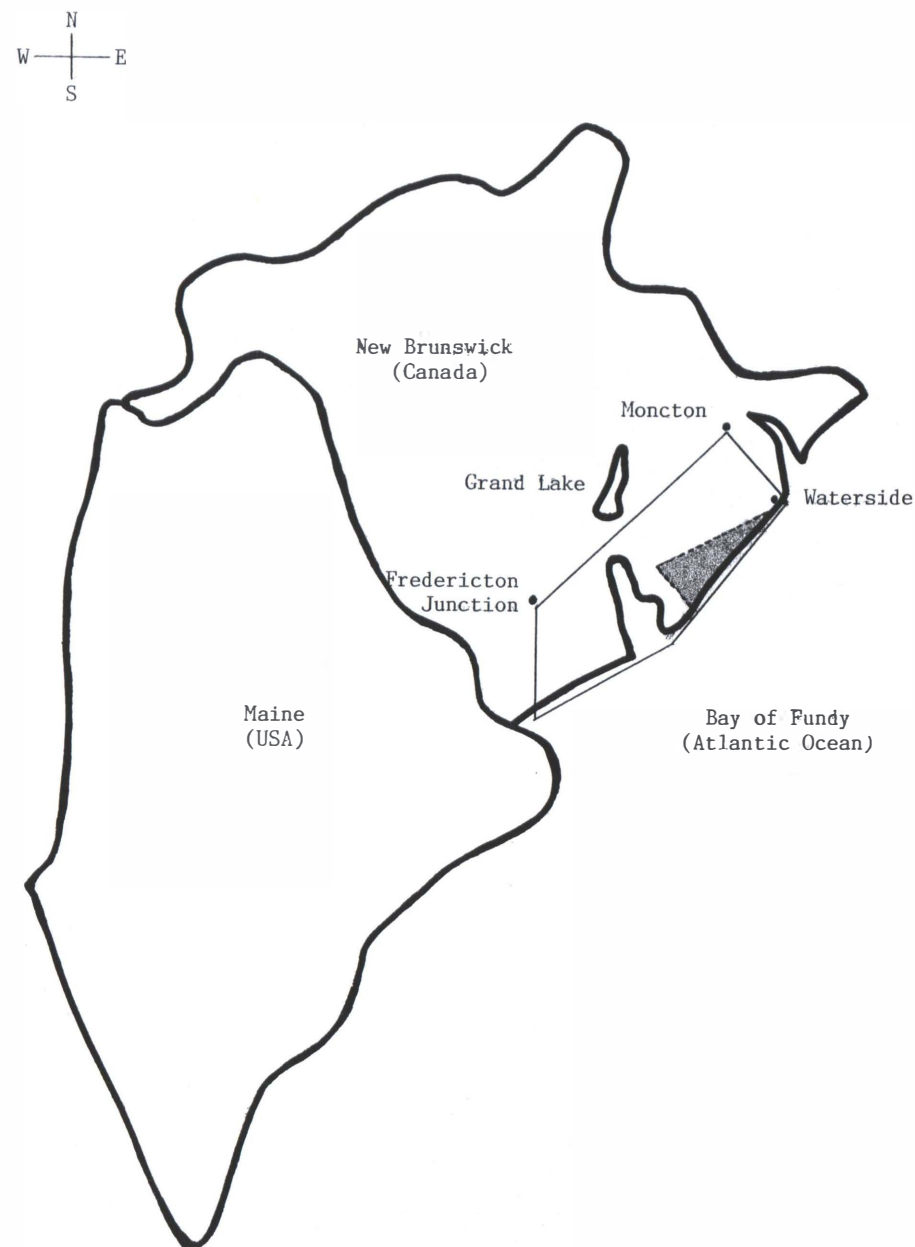 N
W E
S
New Brunswick
(Canada)
Moncton
Grand Lake
Waterside
Fredericton
Junction
Maine
(USA)
Bay of Fundy
(Atlantic Ocean)